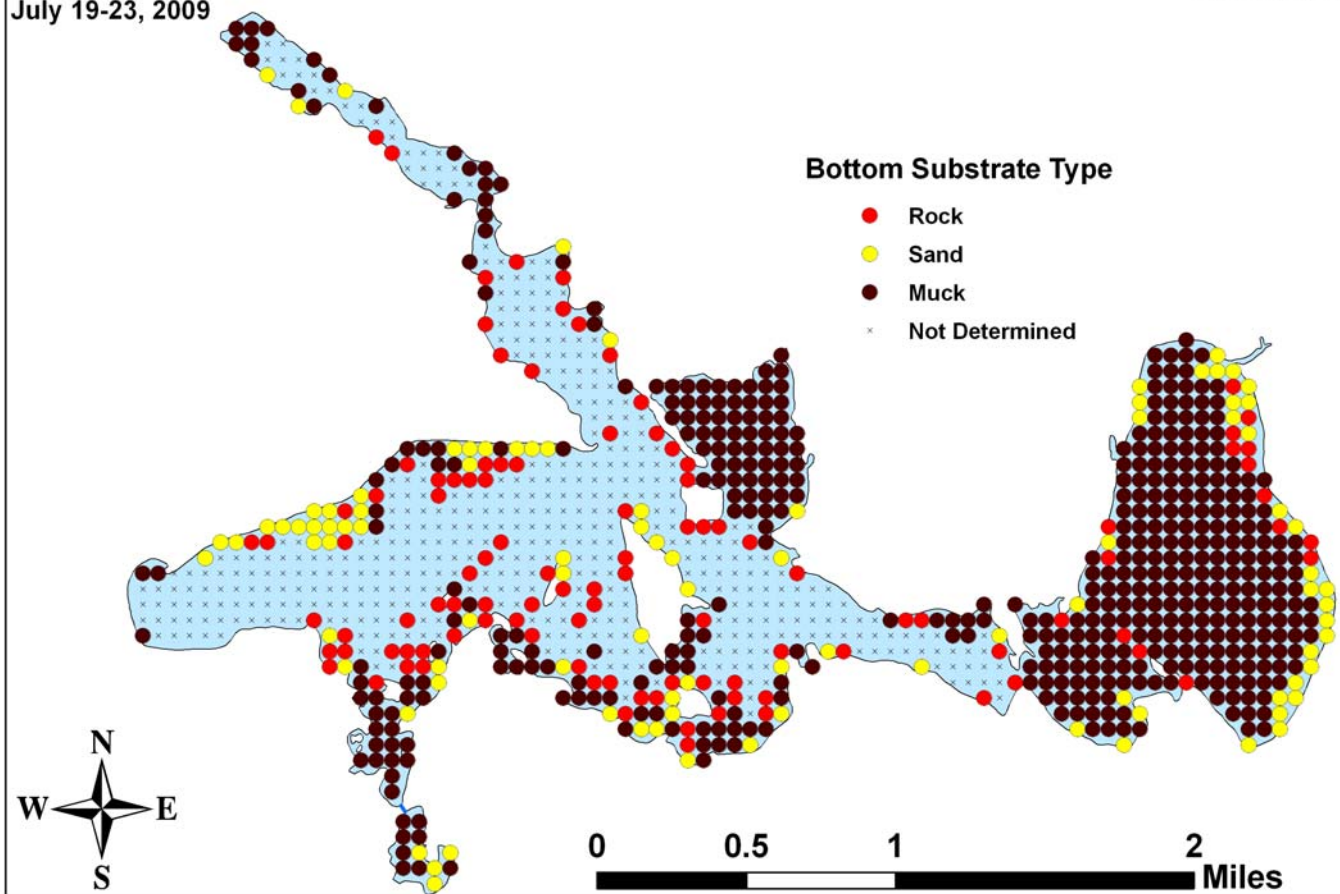 July 19-23, 2009
Bottom Substrate Type
Rock
Sand
Muck
Not Determined
N
W E
S
0 0.5 1 2
Miles